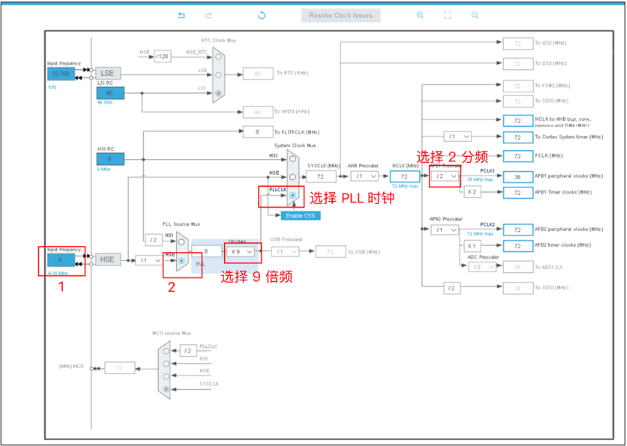 Resolve Clock Issues
RTC Clock Mux
HSE
/ 128
HSE_RTC
Input frequency
32.768
KHz
LSE
LSE
LSI RC
40
40 KHz
LSI
40
To RTC (KHz)
40
To IWDG (KHz)
8
To FLITFCLK (MHz)
HSI RC
8
8 MHz
System Clock Mux
HSI
HSE
PLLCLK
Enable CSS
选择 PLL 时钟
SYSCLK (MHz)
72
AHB Prescaler
/ 1
HCLK (MHz)
72
72 MHz max
72
To I2S2 (MHz)
72
To I2S3 (MHz)
72
To FSMC (MHz)
72
To SDIO (MHz)
72
HCLK to AHB bus, core,
memory and DMA (MHz)
/ 1
72
To Cortex System timer (MHz)
72
FCLK (MHz)
选择 2 分频
APB1 Prescaler
/ 2
PCLK1
36 MHz max
36
APB1 peripheral clocks (MHz)
X 2
72
APB1 Timer clocks (MHz)
APB2 Prescaler
/ 1
PCLK2
72 MHz max
72
APB2 peripheral clocks (MHz)
X 1
72
APB2 timer clocks (MHz)
ADC Prescaler
/ 2
36
To ADC1,2,3
/ 2
36
To SDIO (MHz)
PLL Source Mux
HSI
/ 2
HSE
Input frequency
8
4-16 MHz
1
HSE
/ 1
2
8
PLL
X 9
选择 9 倍频
USB Prescaler
/ 1
72
To USB (MHz)
MCO source Mux
(MHz) MCO
72
/ 2
PLLCLK
HSI
HSE
SYSCLK